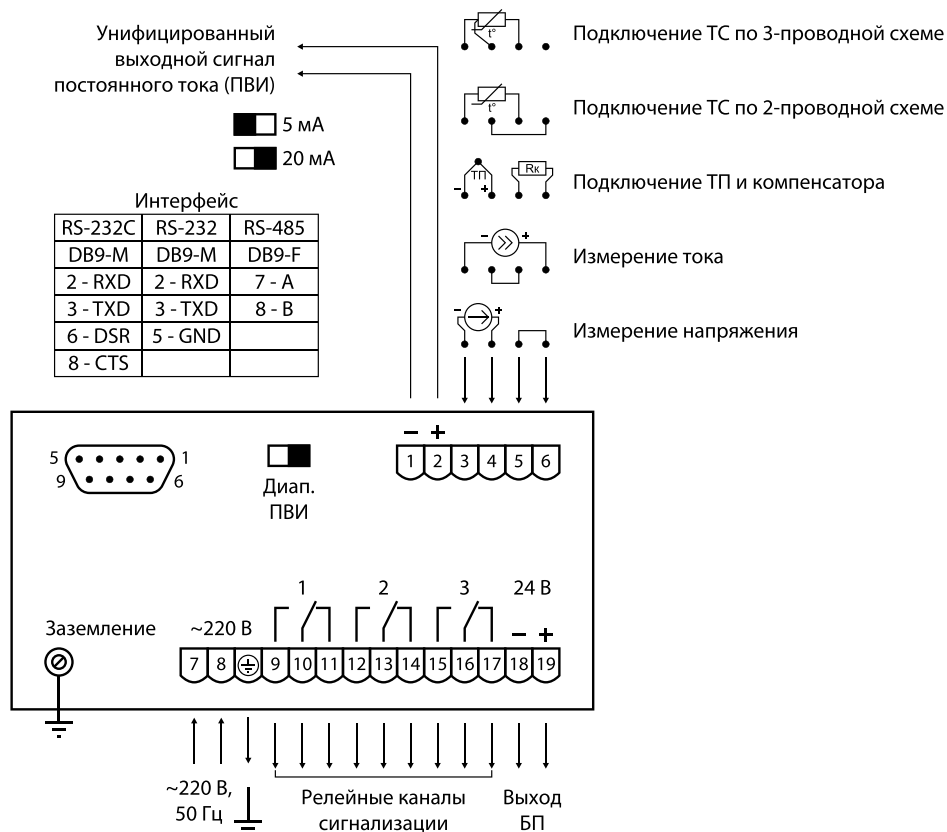 Унифицированный
выходной сигнал
постоянного тока (ПВИ)
5 мА
20 мА
t°
Подключение ТС по 3-проводной схеме
t°
Подключение ТС по 2-проводной схеме
ТП
Rк
- +
Подключение ТП и компенсатора
- +
Измерение тока
- +
Измерение напряжения
Интерфейс
RS-232C RS-232 RS-485
DB9-M DB9-M DB9-F
2 - RXD 2 - RXD 7 - A
3 - TXD 3 - TXD 8 - B
6 - DSR 5 - GND
8 - CTS
− +
1 2 3 4 5 6
5 1
9 6
Диап.
ПВИ
1 2 3 24 В
Заземление ~220 В − +
7 8 9 10 11 12 13 14 15 16 17 18 19
~220 В,
50 Гц
Релейные каналы
сигнализации
Выход
БП